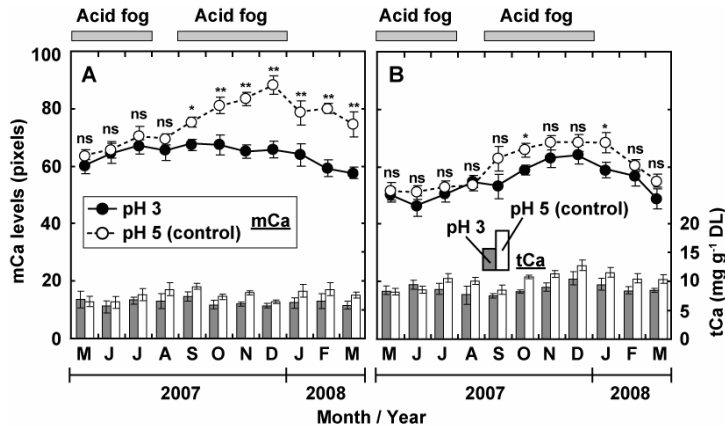 Acid fog Acid fog Acid fog Acid fog
100
80
60
40
20
0
mCa levels (pixels)
A
ns ns ns ns * ** ** ** ** ** **
pH 3
pH 5 (control)
mCa
B
ns ns ns ns ns * ns ns * ns ns
pH 3
pH 5 (control)
tCa
20
15
10
5
0
tCa (mg g⁻¹ DL)
M J J A S O N D J F M M J J A S O N D J F M
2007 2008 2007 2008
Month / Year